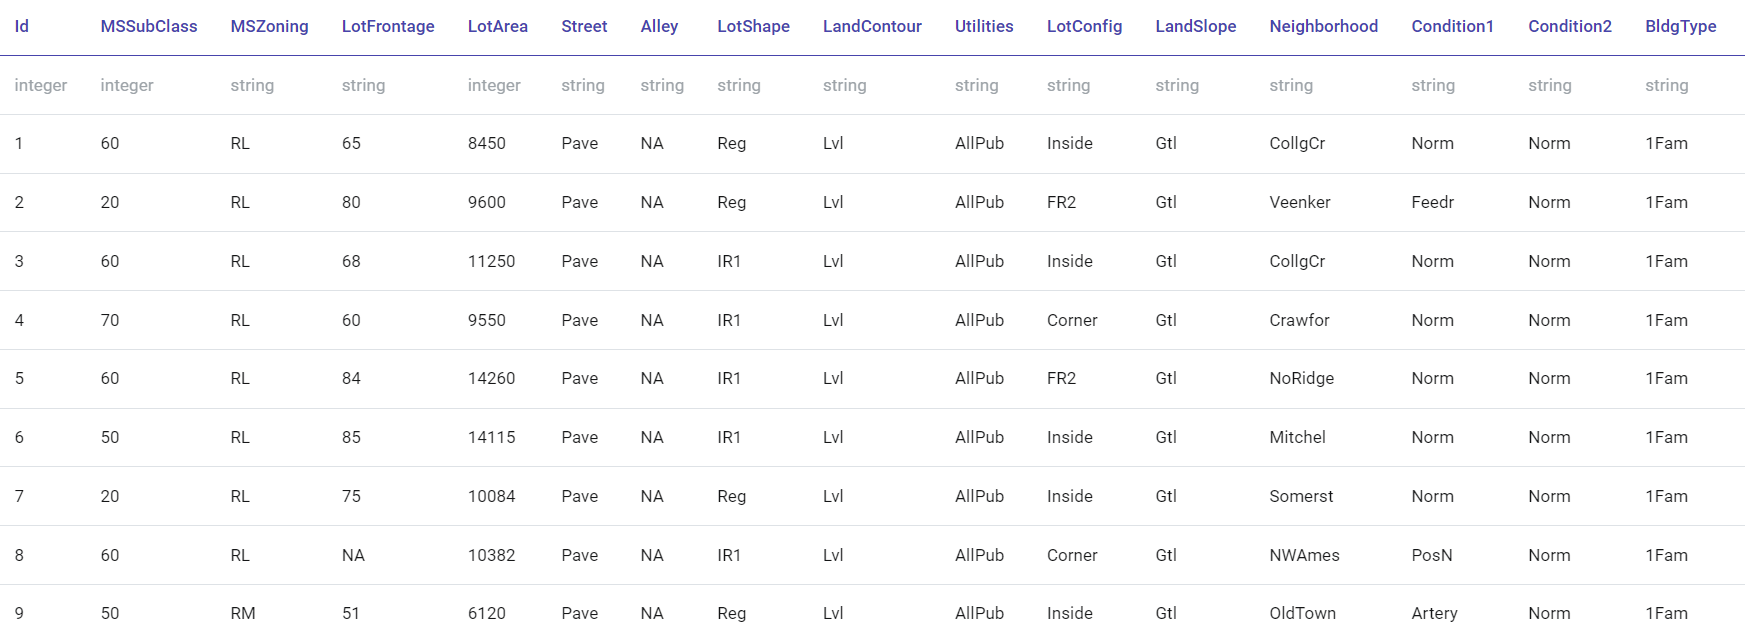 Id MSSubClass MSZoning LotFrontage LotArea Street Alley LotShape LandContour Utilities LotConfig LandSlope Neighborhood Condition1 Condition2 BldgType
integer integer string string integer string string string string string string string string string string string
1 60 RL 65 8450 Pave NA Reg Lvl AllPub Inside Gtl CollgCr Norm Norm 1Fam
2 20 RL 80 9600 Pave NA Reg Lvl AllPub FR2 Gtl Veenker Feedr Norm 1Fam
3 60 RL 68 11250 Pave NA IR1 Lvl AllPub Inside Gtl CollgCr Norm Norm 1Fam
4 70 RL 60 9550 Pave NA IR1 Lvl AllPub Corner Gtl Crawfor Norm Norm 1Fam
5 60 RL 84 14260 Pave NA IR1 Lvl AllPub FR2 Gtl NoRidge Norm Norm 1Fam
6 50 RL 85 14115 Pave NA IR1 Lvl AllPub Inside Gtl Mitchel Norm Norm 1Fam
7 20 RL 75 10084 Pave NA Reg Lvl AllPub Inside Gtl Somerst Norm Norm 1Fam
8 60 RL NA 10382 Pave NA IR1 Lvl AllPub Corner Gtl NWAmes PosN Norm 1Fam
9 50 RM 51 6120 Pave NA Reg Lvl AllPub Inside Gtl OldTown Artery Norm 1Fam